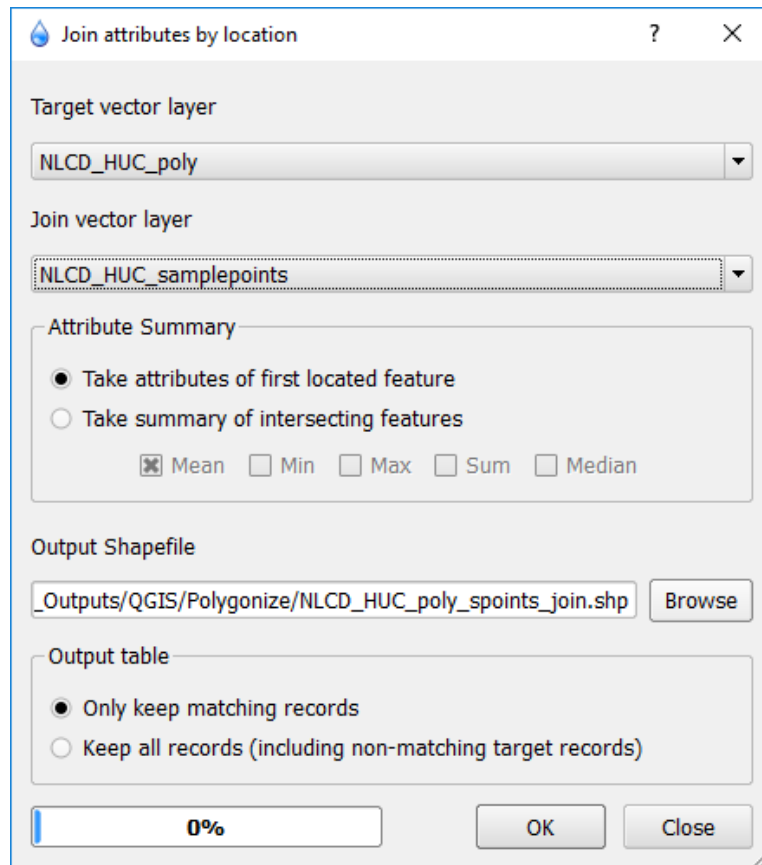 Join attributes by location
?
Target vector layer
NLCD_HUC_poly
Join vector layer
NLCD_HUC_samplepoints
Attribute Summary
Take attributes of first located feature
Take summary of intersecting features
Mean Min Max Sum Median
Output Shapefile
_Outputs/QGIS/Polygonize/NLCD_HUC_poly_spoints_join.shp Browse
Output table
Only keep matching records
Keep all records (including non-matching target records)
0% OK Close